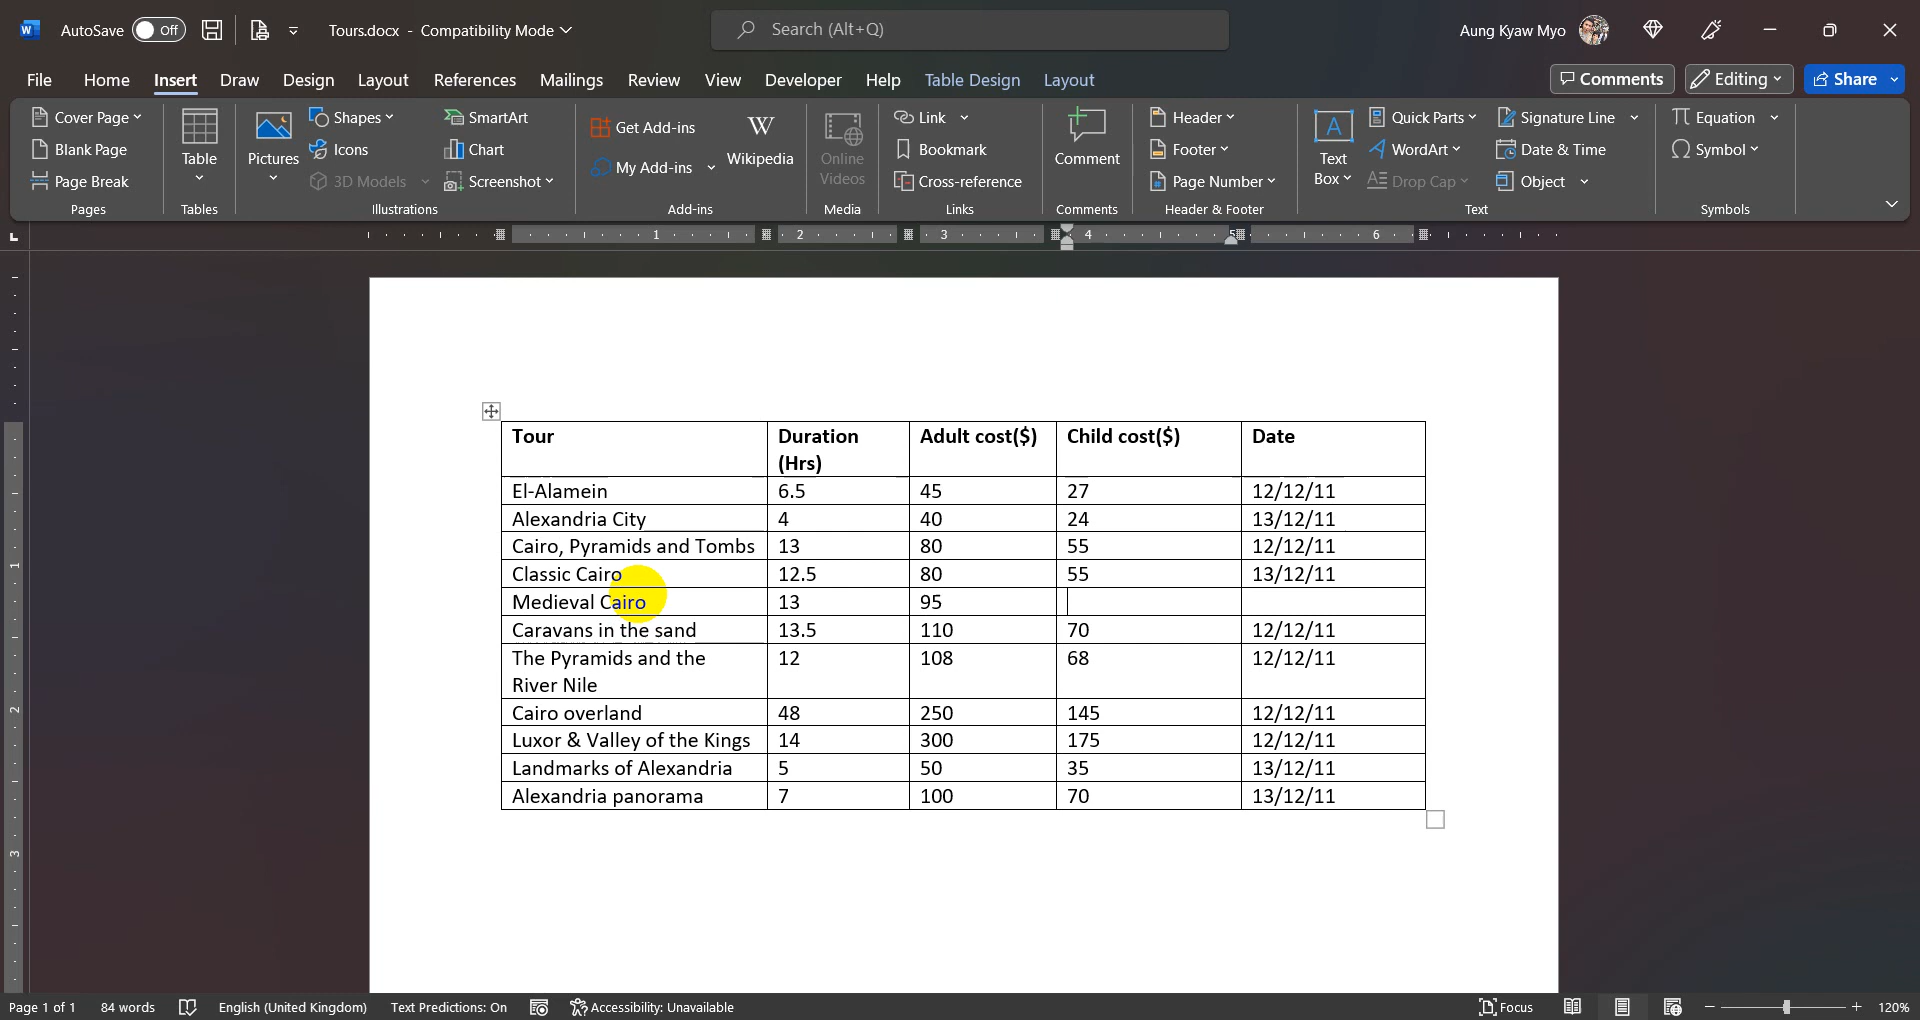 AutoSave Off Tours.docx - Compatibility Mode Search (Alt+Q) Aung Kyaw Myo
File Home Insert Draw Design Layout References Mailings Review View Developer Help Table Design Layout Comments Editing Share
Cover Page
Blank Page
Page Break
Pages
Table
Tables
Pictures
Shapes
Icons
3D Models
SmartArt
Chart
Screenshot
Illustrations
Get Add-ins
My Add-ins
Wikipedia
Add-ins
Online
Videos
Media
Link
Bookmark
Cross-reference
Links
Comment
Comments
Header
Footer
Page Number
Header & Footer
Text
Box
Quick Parts
WordArt
Drop Cap
Signature Line
Date & Time
Object
Text
Equation
Symbol
Symbols
1 2 3 4 5 6
1
2
3
Tour Duration (Hrs) Adult cost($) Child cost($) Date
El-Alamein 6.5 45 27 12/12/11
Alexandria City 4 40 24 13/12/11
Cairo, Pyramids and Tombs 13 80 55 12/12/11
Classic Cairo 12.5 80 55 13/12/11
Medieval Cairo 13 95
Caravans in the sand 13.5 110 70 12/12/11
The Pyramids and the River Nile 12 108 68 12/12/11
Cairo overland 48 250 145 12/12/11
Luxor & Valley of the Kings 14 300 175 12/12/11
Landmarks of Alexandria 5 50 35 13/12/11
Alexandria panorama 7 100 70 13/12/11
Page 1 of 1 84 words English (United Kingdom) Text Predictions: On Accessibility: Unavailable Focus 120%